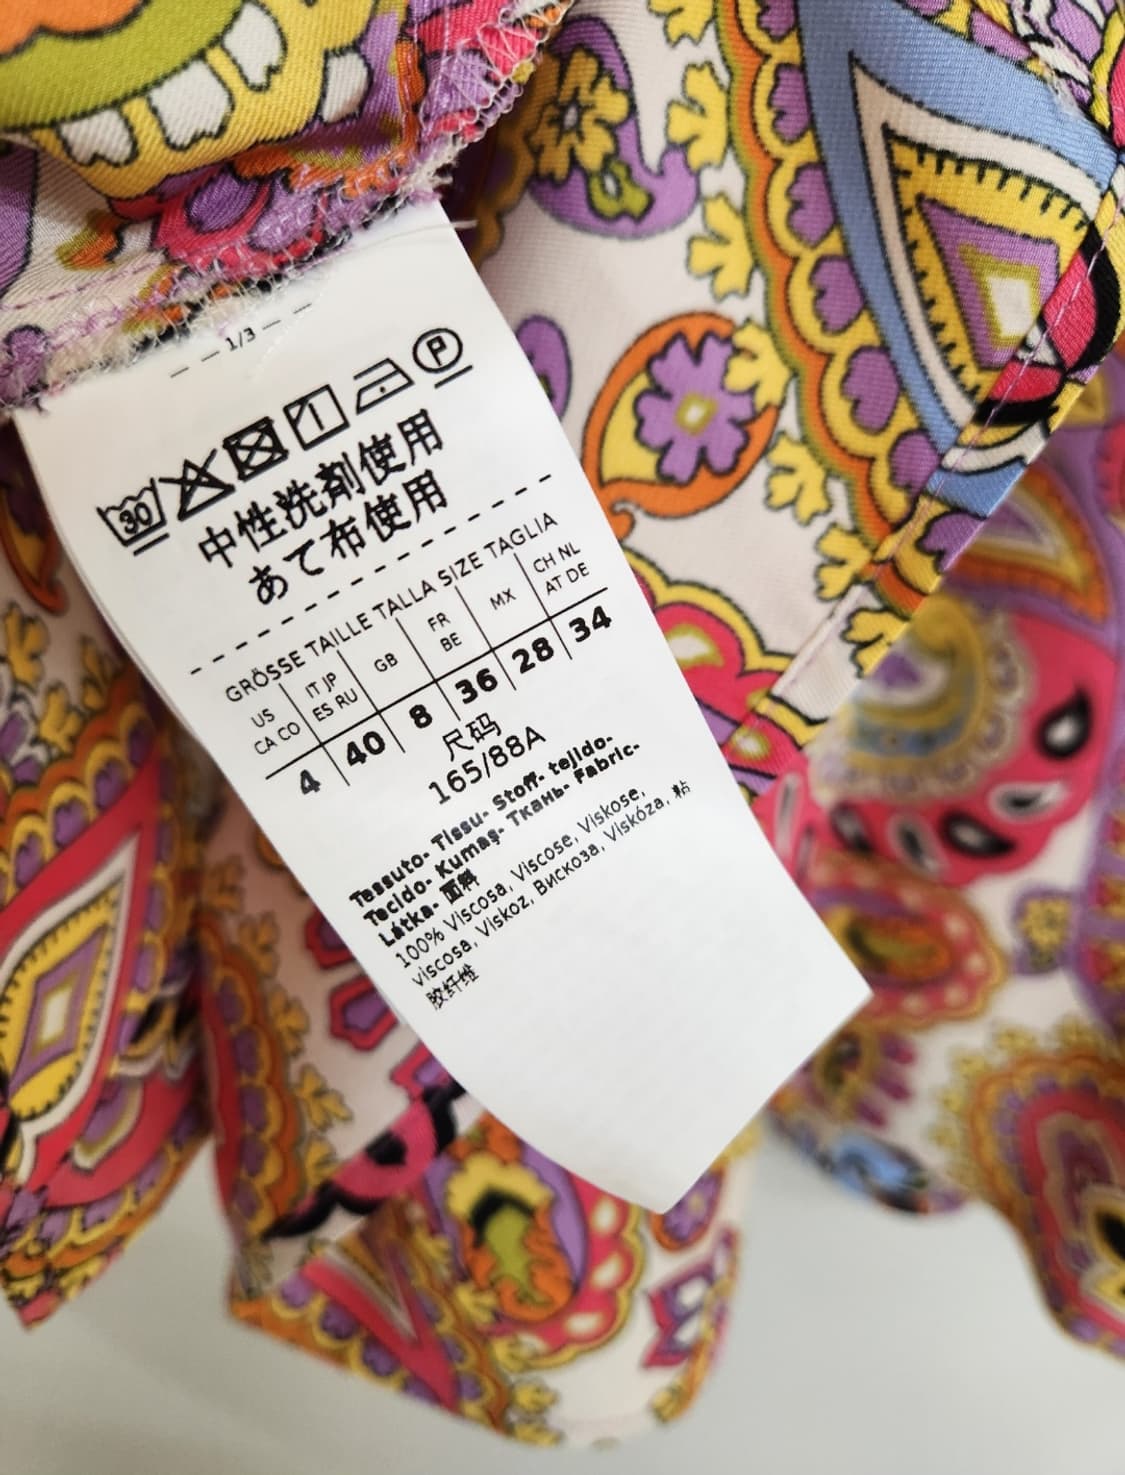 — — 1/3 — —
30 P
中性洗剤使用
あて布使用
GRÖSSE TAILLE TALLA SIZE TAGLIA
US CA CO IT JP ES RU GB FR BE MX CH NL AT DE
4 40 8 36 28 34
尺码
165/88A
Tessuto- Tissu- Stoff- tejido-
Tecido- Kumaş- Ткань- Fabric-
Látka- 面料
100% Viscosa, Viscose, Viskose,
viscosa, Viskoz, Вискоза, Viskóza, 粘
胶纤维